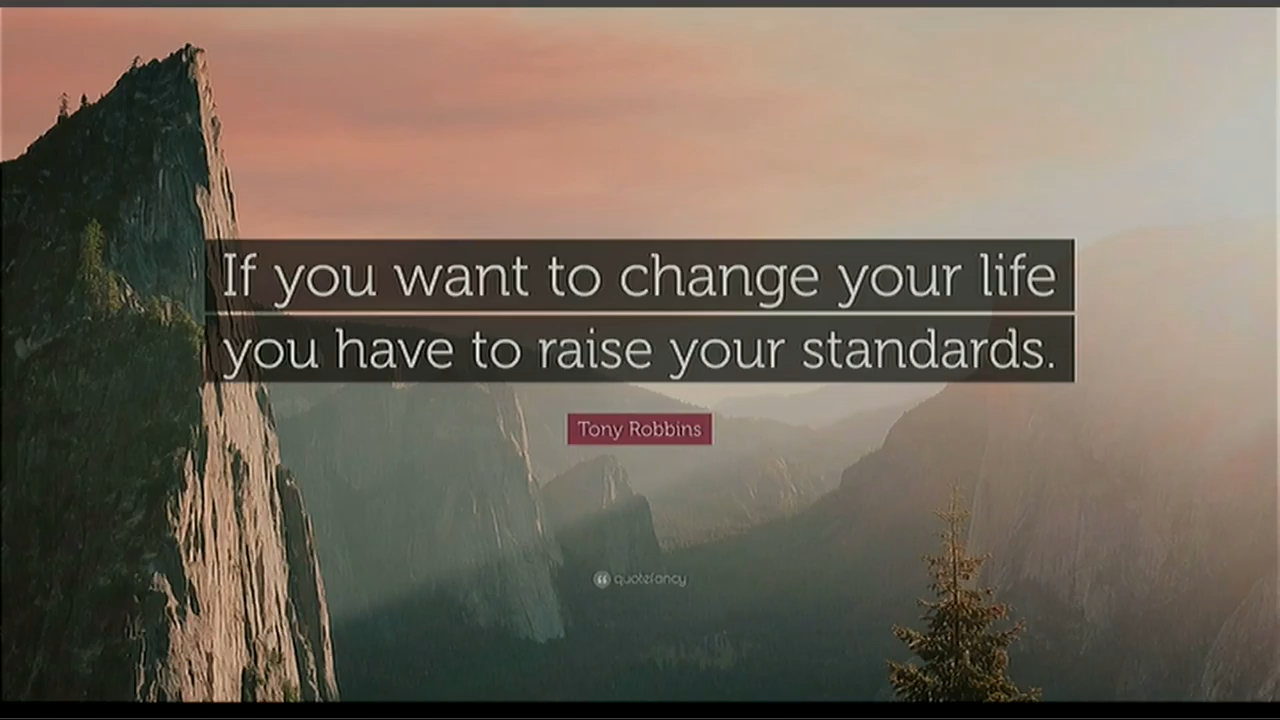 If you want to change your life
you have to raise your standards.
Tony Robbins
quotefancy